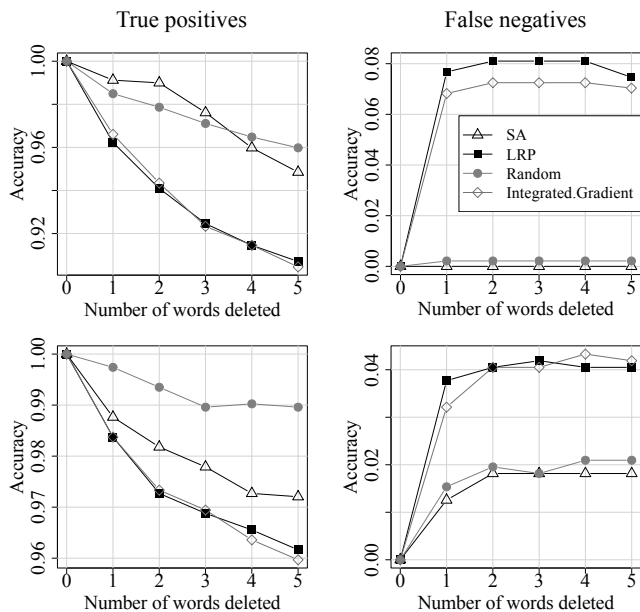 True positives
False negatives
Accuracy
1.00
0.96
0.92
0 1 2 3 4 5
Number of words deleted
Accuracy
0.08
0.06
0.04
0.02
0.00
SA
LRP
Random
Integrated.Gradient
0 1 2 3 4 5
Number of words deleted
Accuracy
1.00
0.99
0.98
0.97
0.96
0 1 2 3 4 5
Number of words deleted
Accuracy
0.04
0.02
0.00
0 1 2 3 4 5
Number of words deleted